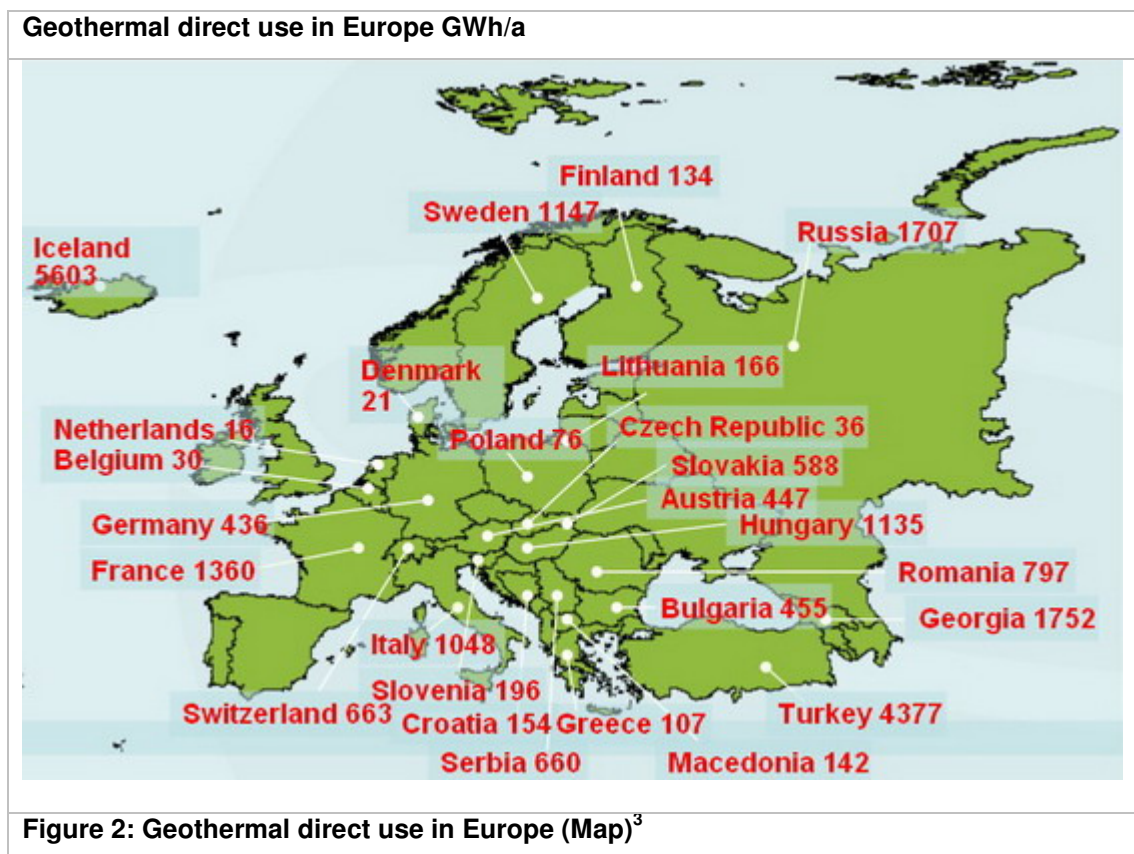 Geothermal direct use in Europe GWh/a
Finland 134
Sweden 1147
Russia 1707
Iceland
5603
Lithuania 166
Denmark
21
Netherlands 16
Poland 76
Czech Republic 36
Belgium 30
Slovakia 588
Austria 447
Germany 436
Hungary 1135
France 1360
Romania 797
Bulgaria 455
Georgia 1752
Italy 1048
Slovenia 196
Switzerland 663
Croatia 154
Greece 107
Turkey 4377
Serbia 660
Macedonia 142
Figure 2: Geothermal direct use in Europe (Map)3